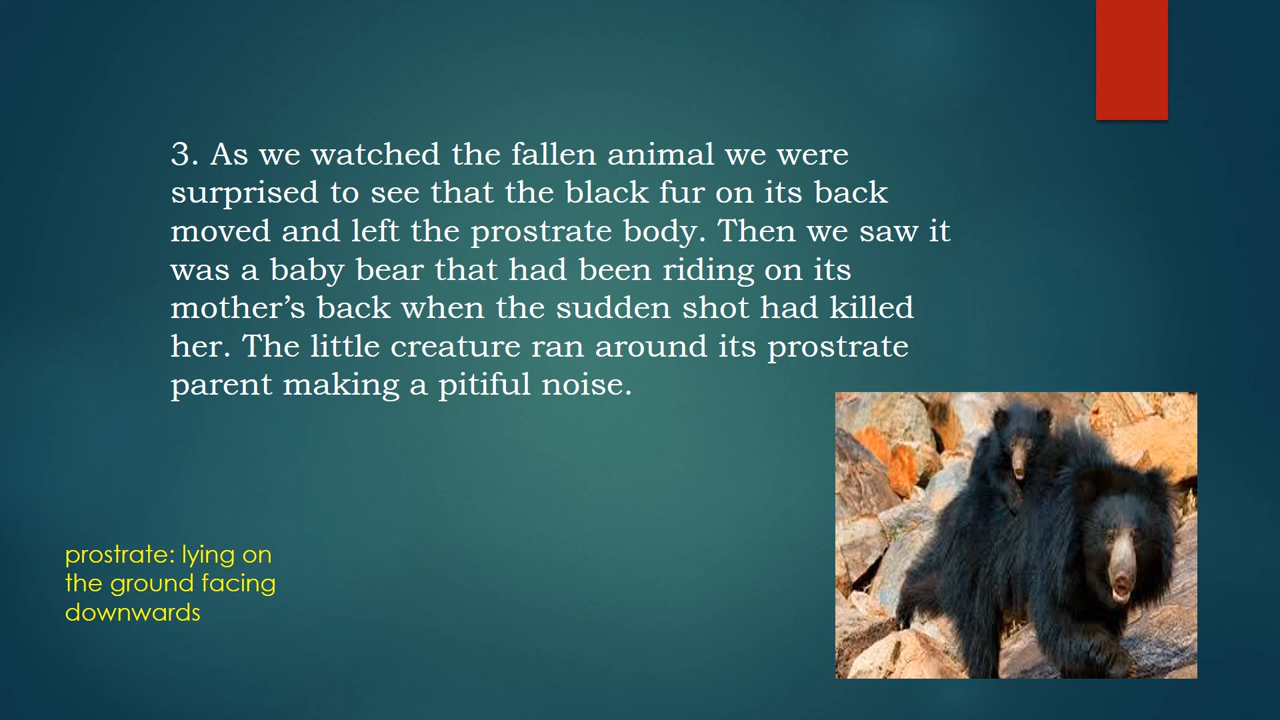 3. As we watched the fallen animal we were
surprised to see that the black fur on its back
moved and left the prostrate body. Then we saw it
was a baby bear that had been riding on its
mother’s back when the sudden shot had killed
her. The little creature ran around its prostrate
parent making a pitiful noise.
prostrate: lying on
the ground facing
downwards